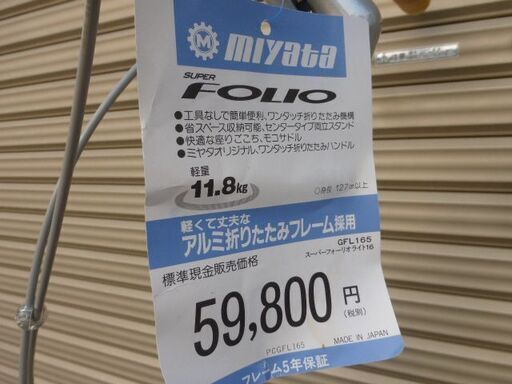 miyata
SUPER
FOLIO
●工具なしで簡単便利、ワンタッチ折りたたみ機構
●省スペース収納可能、センタータイプ両立スタンド
●快適な座りごこち、モコサドル
●ミヤタオリジナル、ワンタッチ折りたたみハンドル
軽量
11.8kg
127cm以上
軽くて丈夫な
アルミ折りたたみフレーム採用
GFL165
スーパーフォーリオライト16
標準現金販売価格
59,800円
(税別)
PCGFL165
MADE IN JAPAN
フレーム5年保証